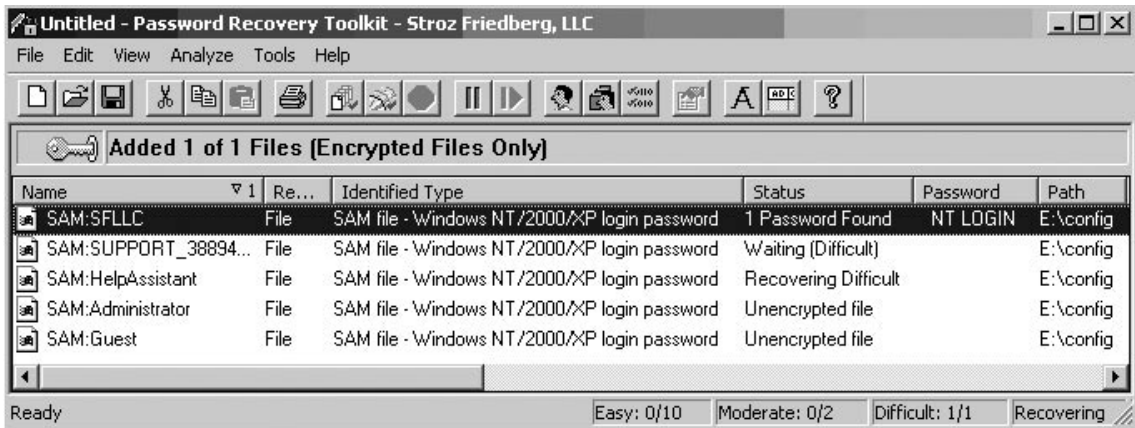 Untitled - Password Recovery Toolkit - Stroz Friedberg, LLC
File Edit View Analyze Tools Help
Added 1 of 1 Files (Encrypted Files Only)
Name 1 Re... Identified Type Status Password Path
SAM:SFLLC File SAM file - Windows NT/2000/XP login password 1 Password Found NT LOGIN E:\config
SAM:SUPPORT_38894... File SAM file - Windows NT/2000/XP login password Waiting (Difficult) E:\config
SAM:HelpAssistant File SAM file - Windows NT/2000/XP login password Recovering Difficult E:\config
SAM:Administrator File SAM file - Windows NT/2000/XP login password Unencrypted file E:\config
SAM:Guest File SAM file - Windows NT/2000/XP login password Unencrypted file E:\config
Ready Easy: 0/10 Moderate: 0/2 Difficult: 1/1 Recovering